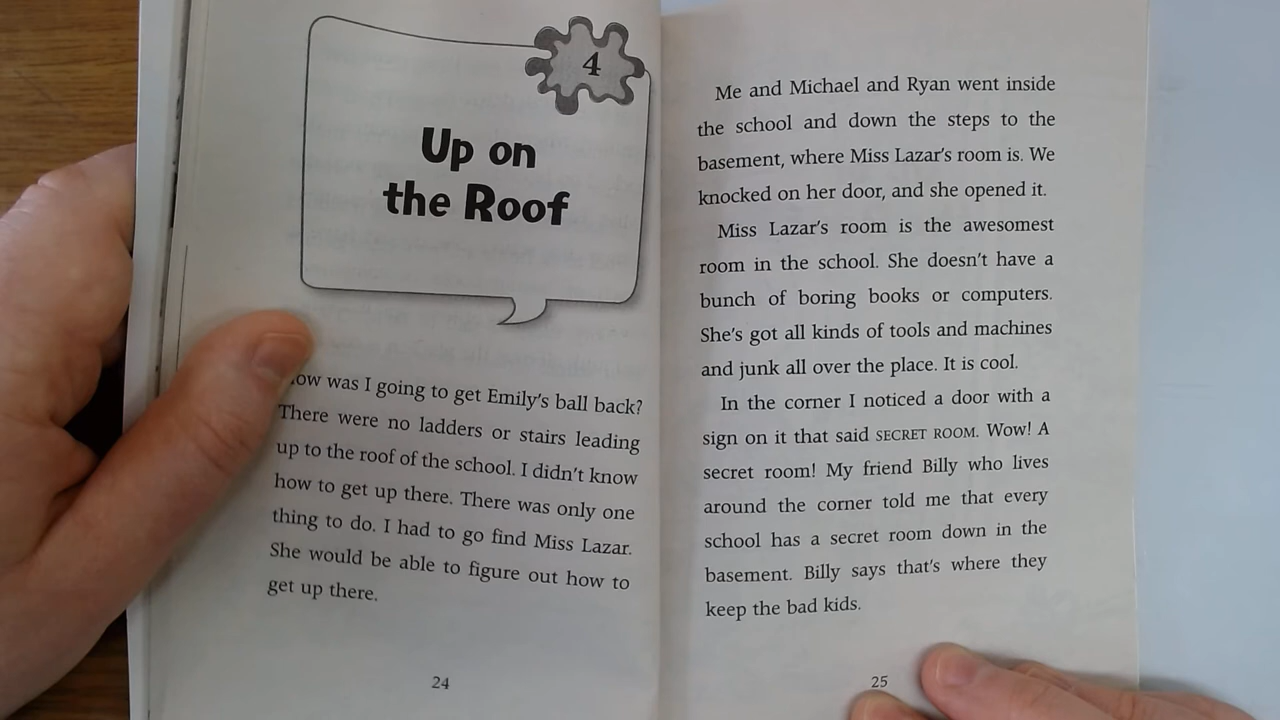 4
Up on
the Roof
How was I going to get Emily's ball back?
There were no ladders or stairs leading
up to the roof of the school. I didn't know
how to get up there. There was only one
thing to do. I had to go find Miss Lazar.
She would be able to figure out how to
get up there.
24
Me and Michael and Ryan went inside
the school and down the steps to the
basement, where Miss Lazar's room is. We
knocked on her door, and she opened it.
Miss Lazar's room is the awesomest
room in the school. She doesn't have a
bunch of boring books or computers.
She's got all kinds of tools and machines
and junk all over the place. It is cool.
In the corner I noticed a door with a
sign on it that said SECRET ROOM. Wow! A
secret room! My friend Billy who lives
around the corner told me that every
school has a secret room down in the
basement. Billy says that's where they
keep the bad kids.
25